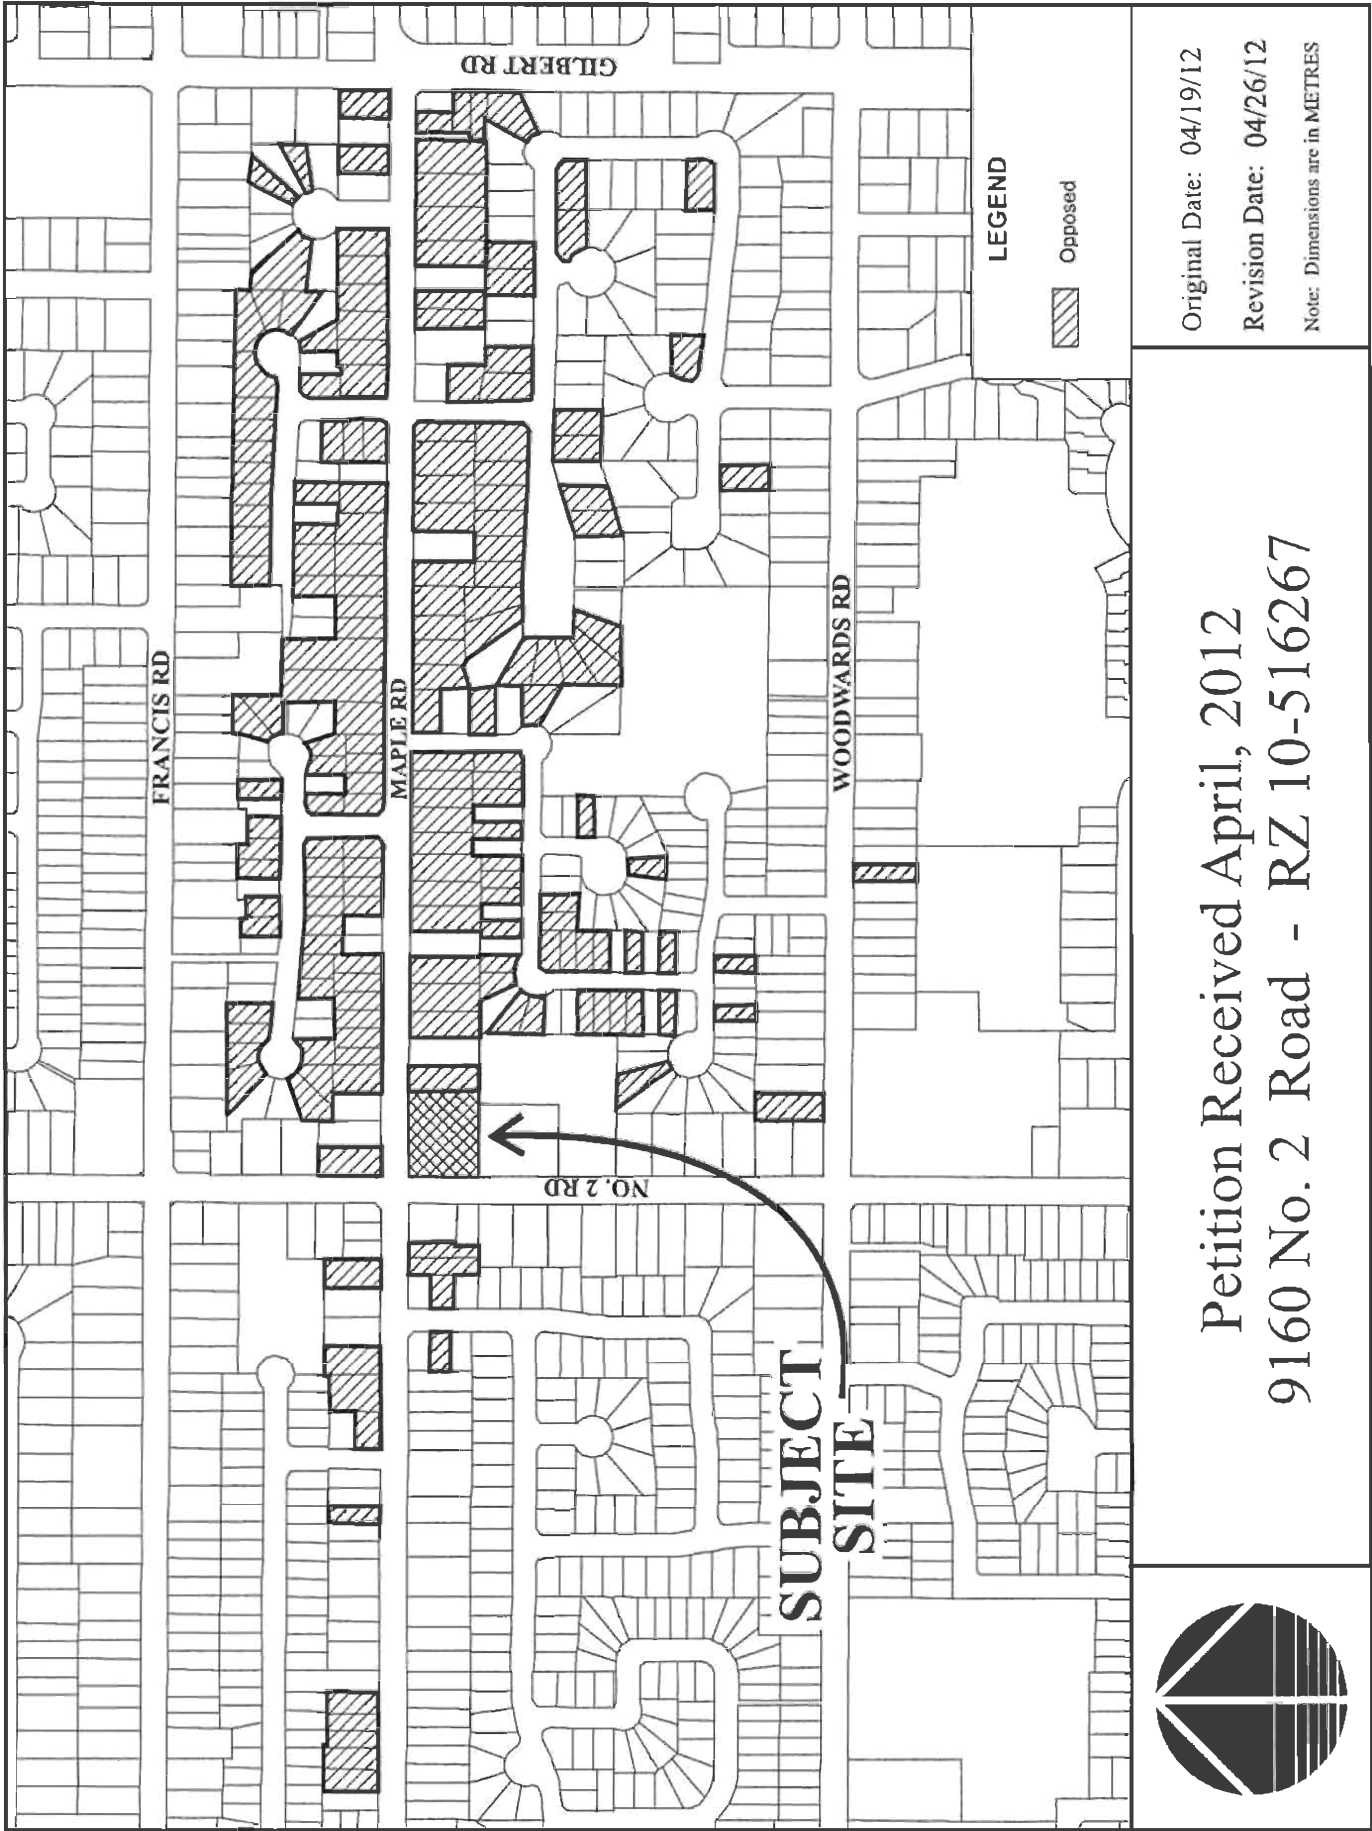 GILBERT RD
FRANCIS RD
MAPLE RD
WOODWARDS RD
NO. 2 RD
SUBJECT
SITE
LEGEND
Opposed
Petition Received April, 2012
9160 No. 2 Road - RZ 10-516267
Original Date: 04/19/12
Revision Date: 04/26/12
Note: Dimensions are in METRES